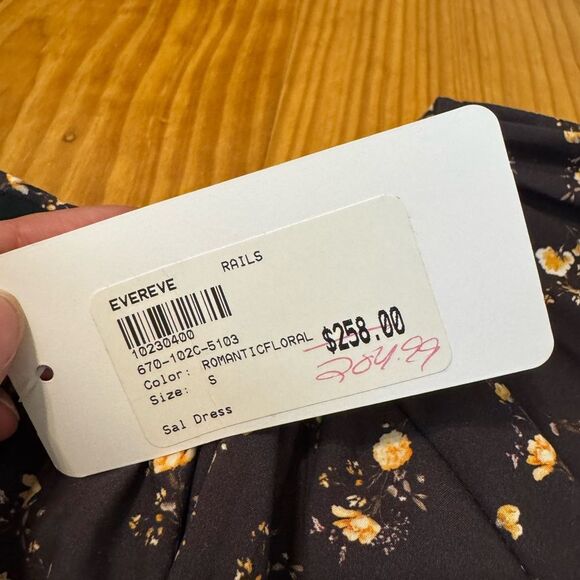 EVEREVE RAILS
10230400
670-102C-5103
Color: ROMANTICFLORAL $258.00
Size: S 204.99
Sal Dress